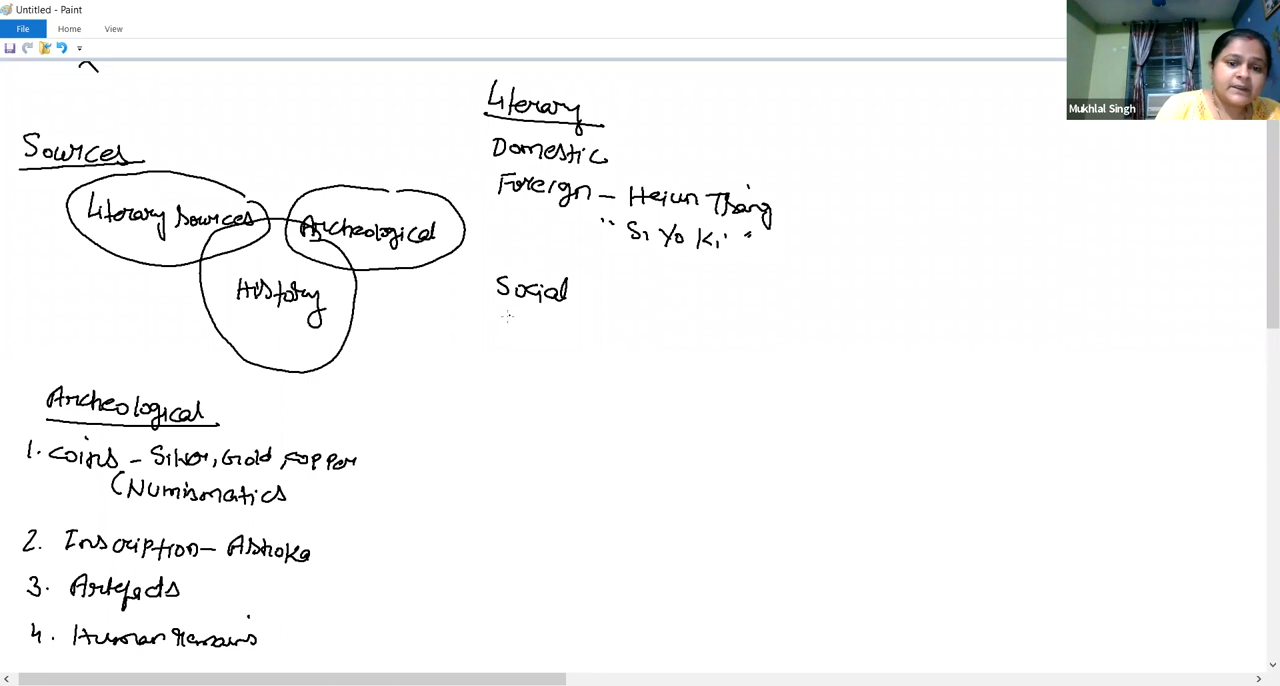 Untitled - Paint
File Home View
Mukhlal Singh
Sources
Literary Sources
Archeological
History
Archeological
1. Coins - Silver, Gold, Copper
(Numismatics
2. Inscription - Ashoka
3. Artefacts
4. Human Remains
Literary
Domestic
Foreign - Heiun Tsang
" Si Yo Ki "
Social